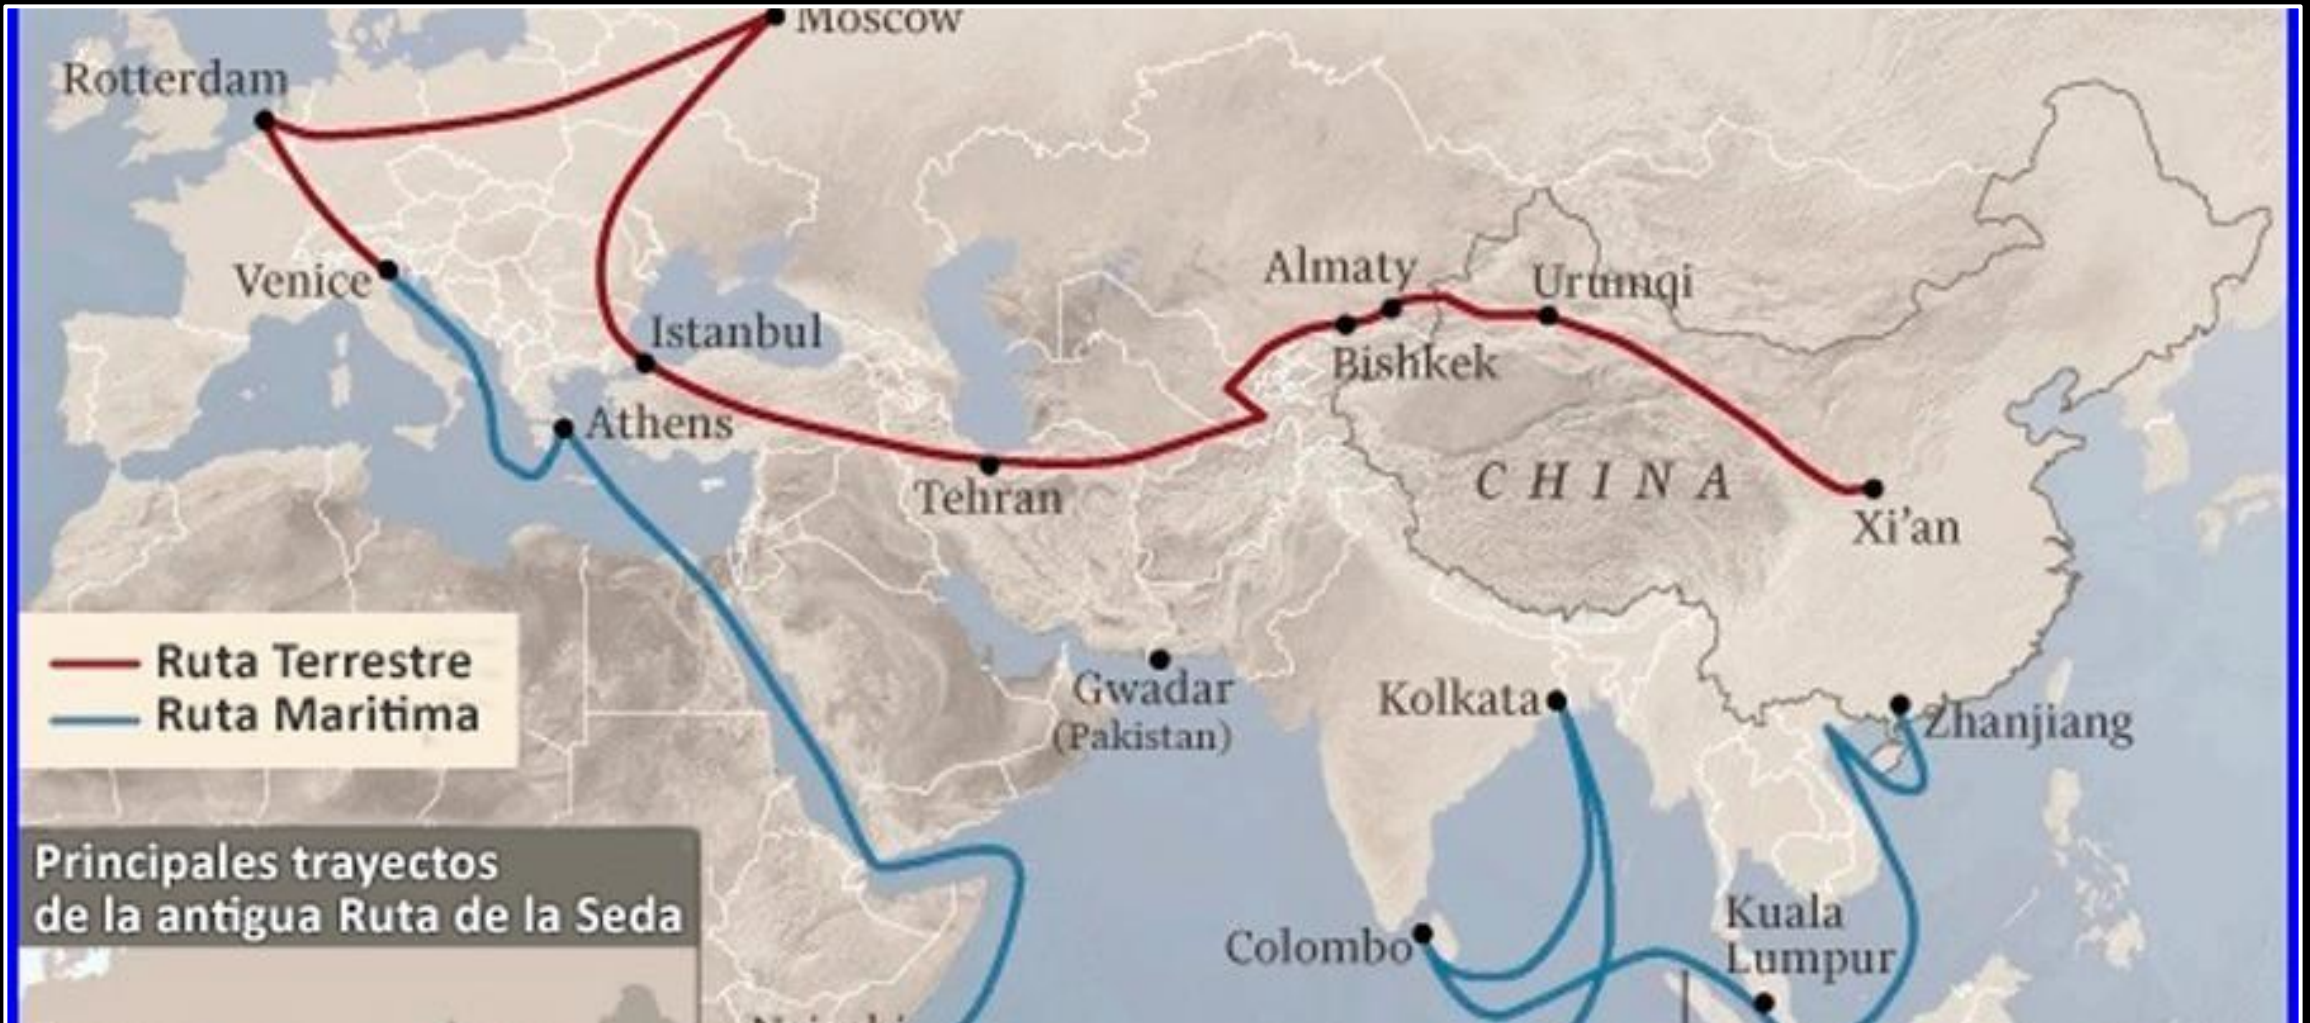 Moscow
Rotterdam
Venice
Istanbul
Athens
Tehran
Almaty
Bishkek
Urumqi
CHINA
Xi'an
Gwadar
(Pakistan)
Kolkata
Zhanjiang
Colombo
Kuala
Lumpur
Ruta Terrestre
Ruta Maritima
Principales trayectos
de la antigua Ruta de la Seda